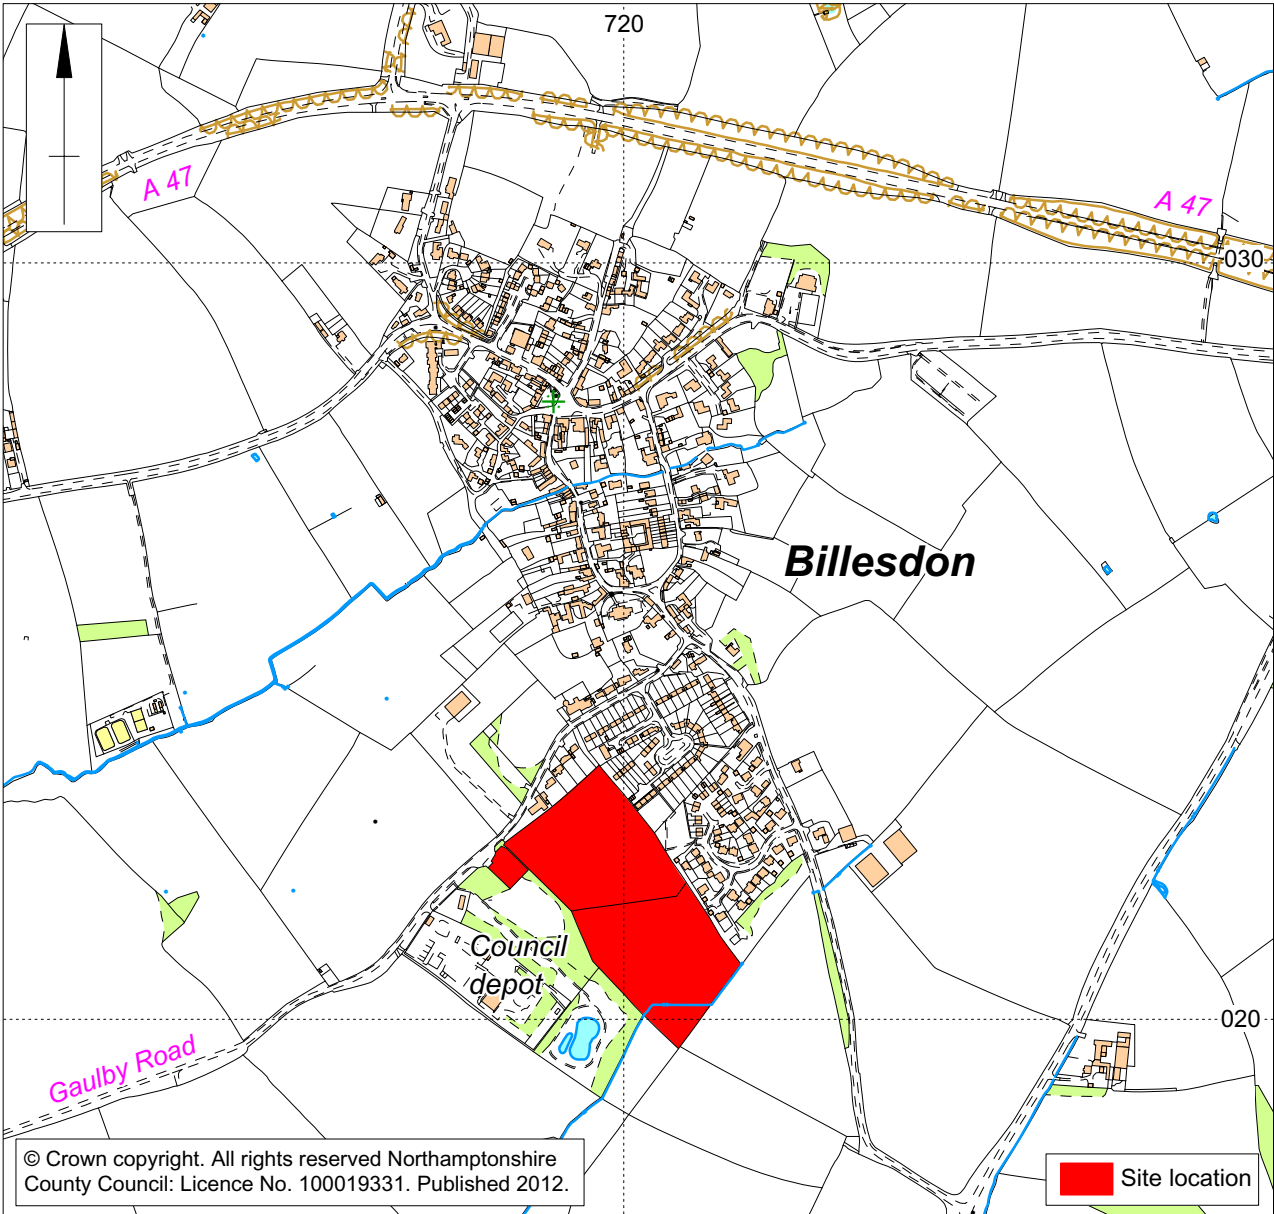 720
A 47
A 47
030
Billesdon
Council
depot
020
Gaulby Road
© Crown copyright. All rights reserved Northamptonshire
County Council: Licence No. 100019331. Published 2012.
Site location